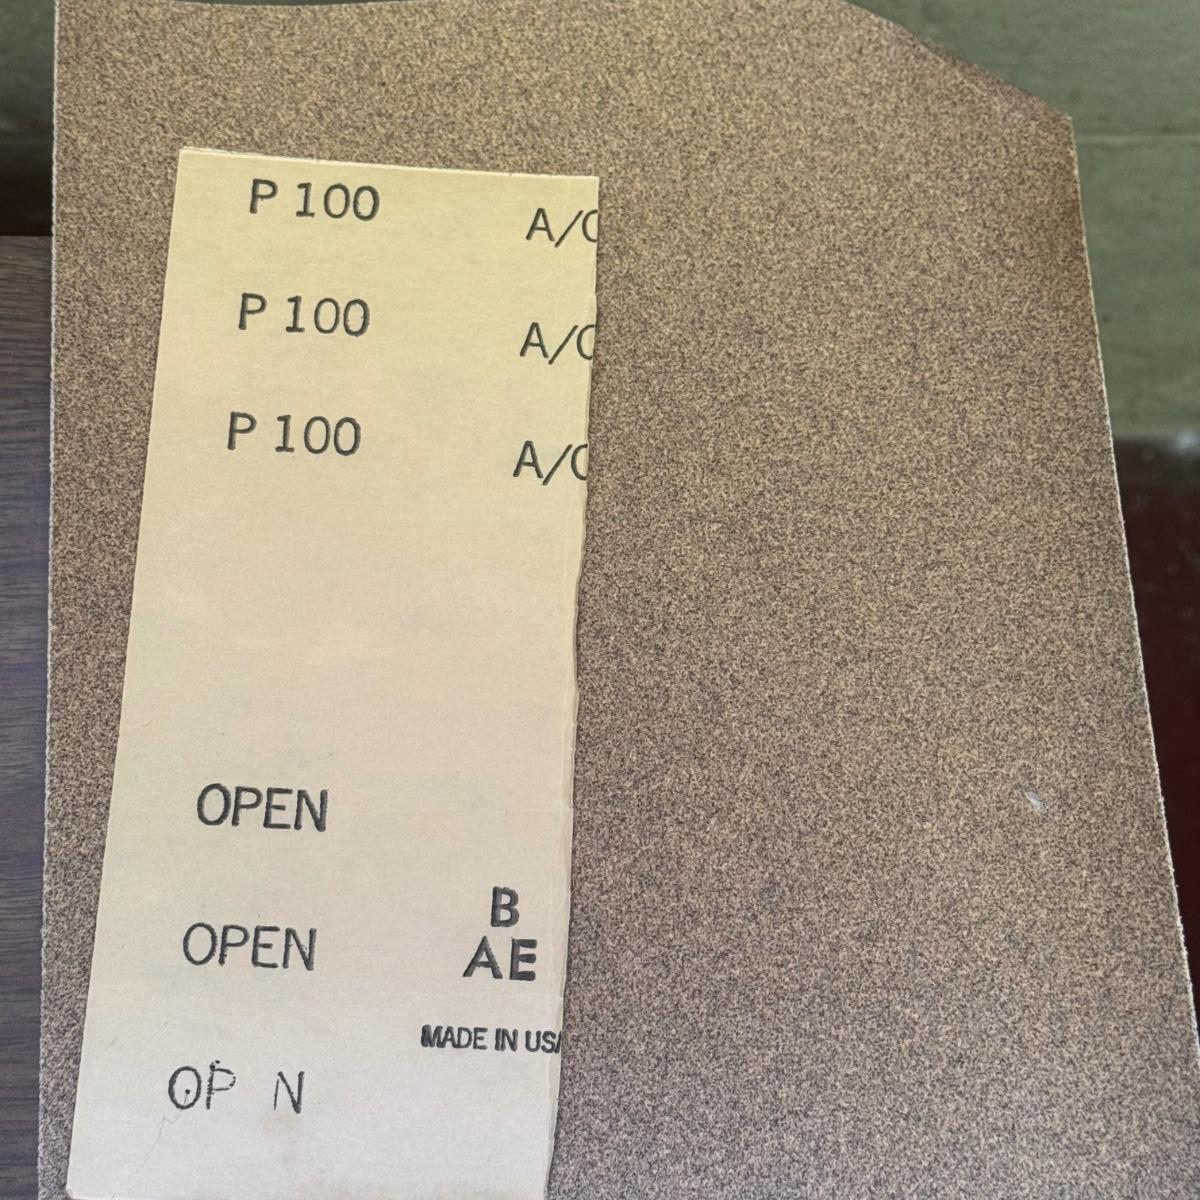 P 100
A/C
P 100
A/C
P 100
A/C
OPEN
B
OPEN
AE
MADE IN USA
OP N